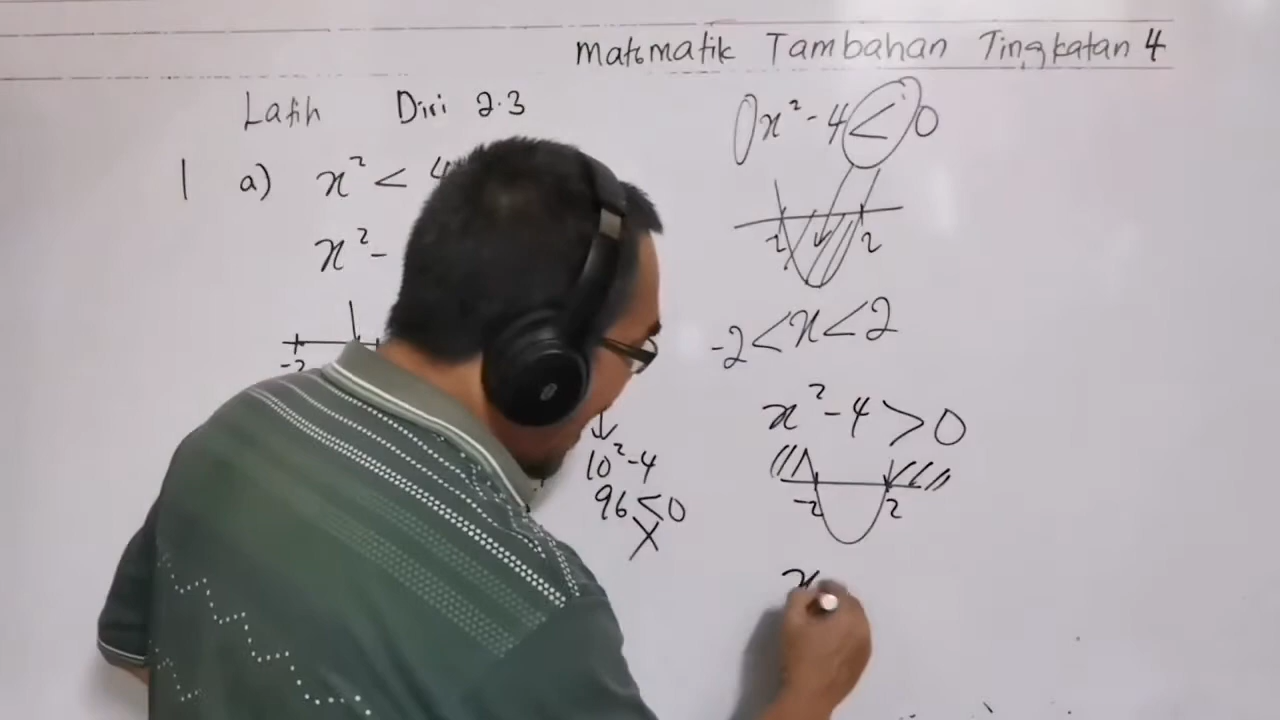 Matematik Tambahan Tingkatan 4
Latih Diri 2.3
1 a) x² < 4
x² -
-2
10² - 4
96 < 0
X
x² - 4 < 0
-2 2
-2 < x < 2
x² - 4 > 0
-2 2
x